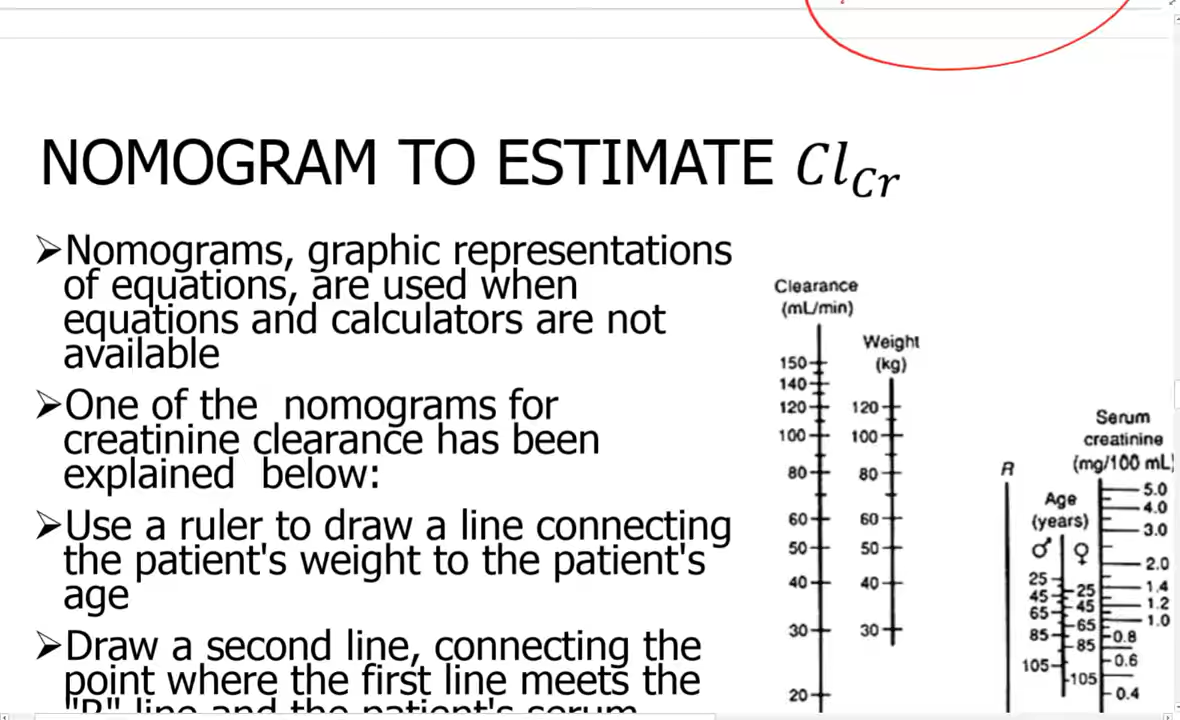 NOMOGRAM TO ESTIMATE Cl_Cr
➢Nomograms, graphic representations
of equations, are used when
equations and calculators are not
available
➢One of the  nomograms for
creatinine clearance has been
explained  below:
➢Use a ruler to draw a line connecting
the patient's weight to the patient's
age
➢Draw a second line, connecting the
point where the first line meets the
"R" line and the patient's serum
Clearance
(mL/min)
150
140
120
100
80
60
50
40
30
20
Weight
(kg)
120
100
80
60
50
40
30
R
Age
(years)
♂ ♀
25
45
65
85
105
25
45
65
85
105
Serum
creatinine
(mg/100 mL)
5.0
4.0
3.0
2.0
1.4
1.2
1.0
0.8
0.6
0.4